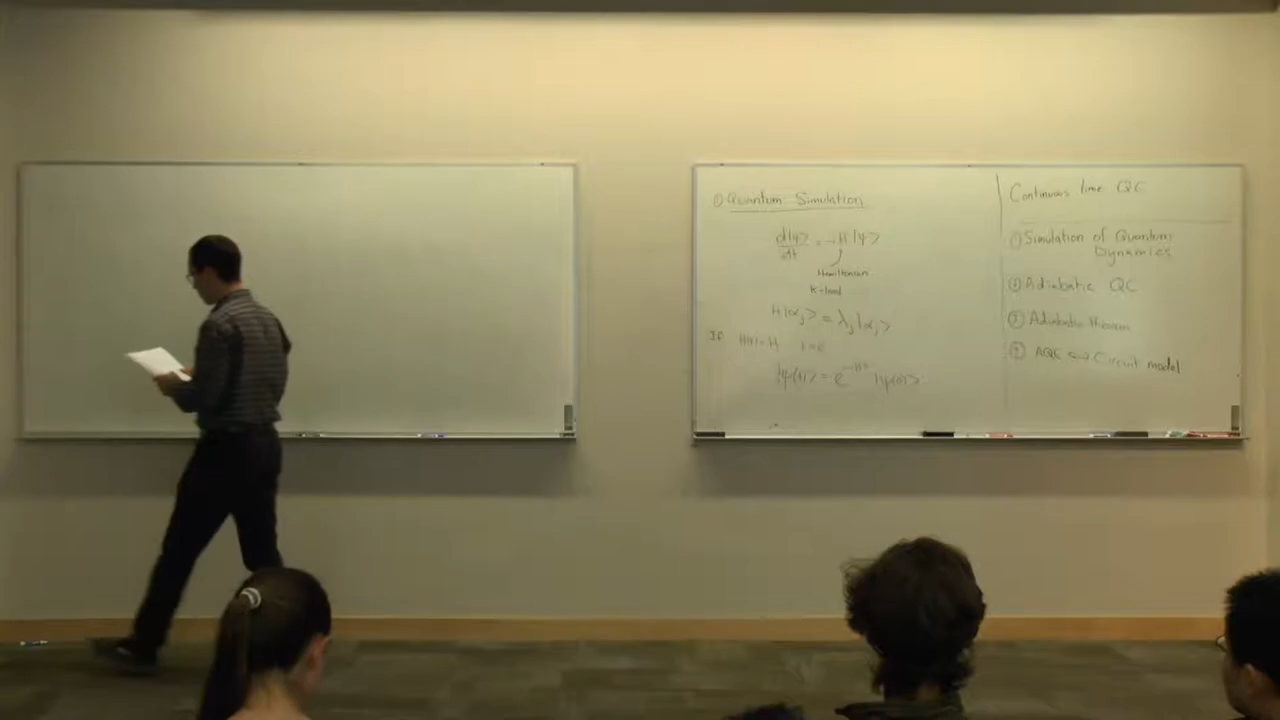 ① Quantum Simulation
d|ψ>/dt = -iH|ψ>
Hamiltonian
K-local
H|α_j> = λ_j|α_j>
If H(t)=H
|ψ(t)> = e^{-iHt} |ψ(0)>
Continuous time QC
① Simulation of Quantum
Dynamics
② Adiabatic QC
③ Adiabatic theorem
④ AQC ⟺ Circuit model